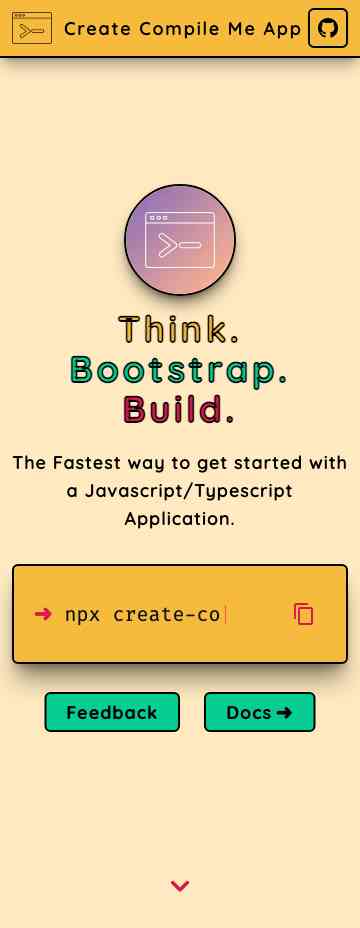 Create Compile Me App
Think.
Bootstrap.
Build.
The Fastest way to get started with
a Javascript/Typescript
Application.
➜ npx create-co
Feedback
Docs ➜